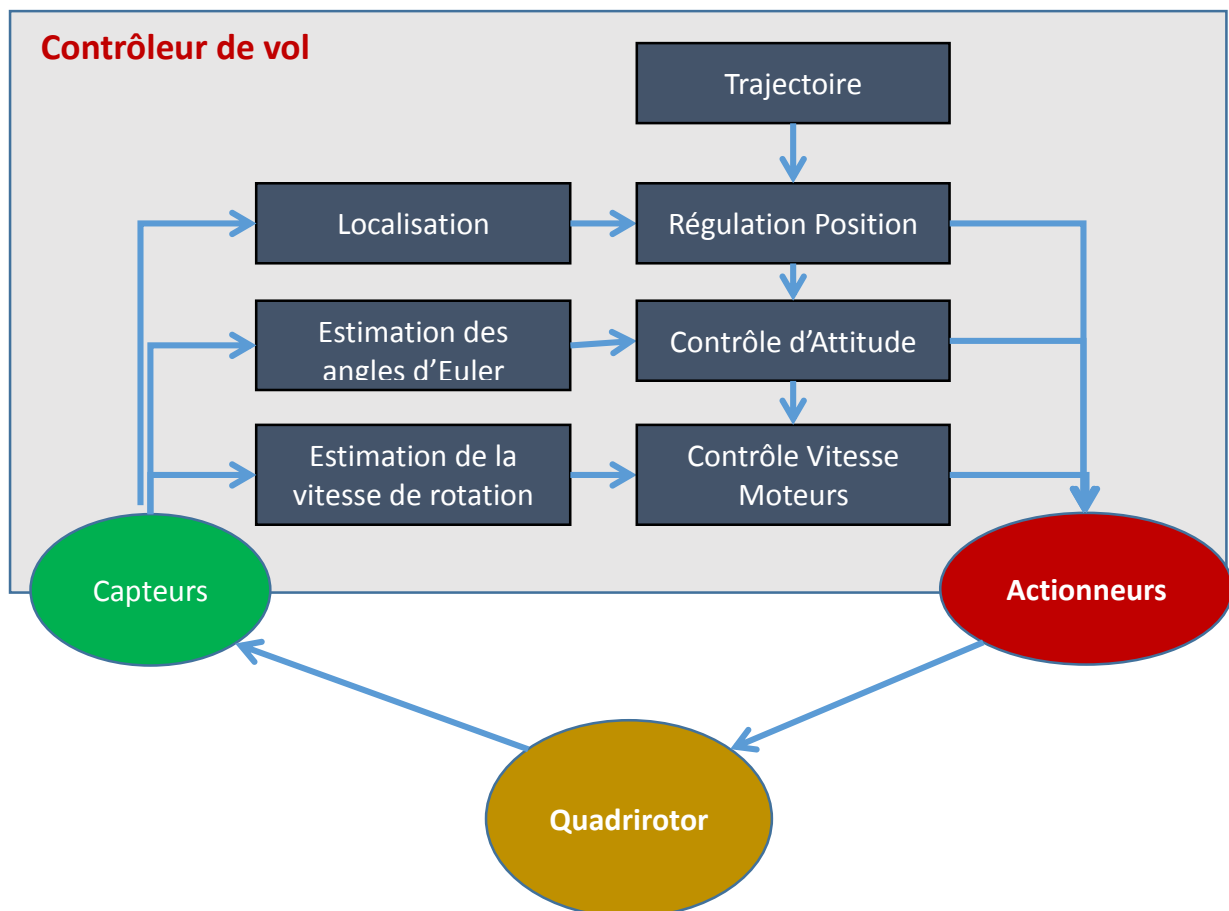 Contrôleur de vol
Trajectoire
Localisation
Régulation Position
Estimation des
angles d’Euler
Contrôle d’Attitude
Estimation de la
vitesse de rotation
Contrôle Vitesse
Moteurs
Capteurs
Actionneurs
Quadrirotor